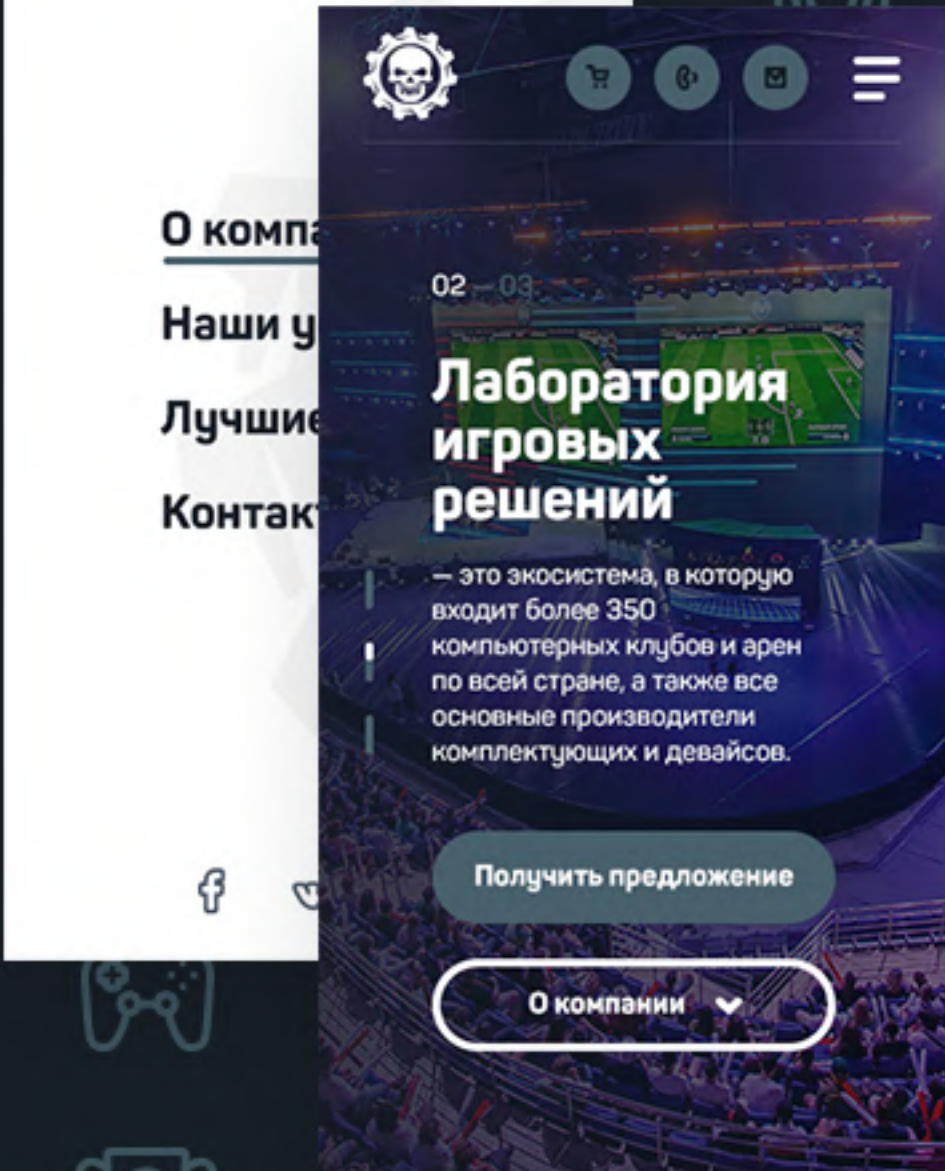 О компа
Наши у
Лучшие
Контак
02 — 03
Лаборатория
игровых
решений
— это экосистема, в которую
входит более 350
компьютерных клубов и арен
по всей стране, а также все
основные производители
комплектующих и девайсов.
Получить предложение
О компании